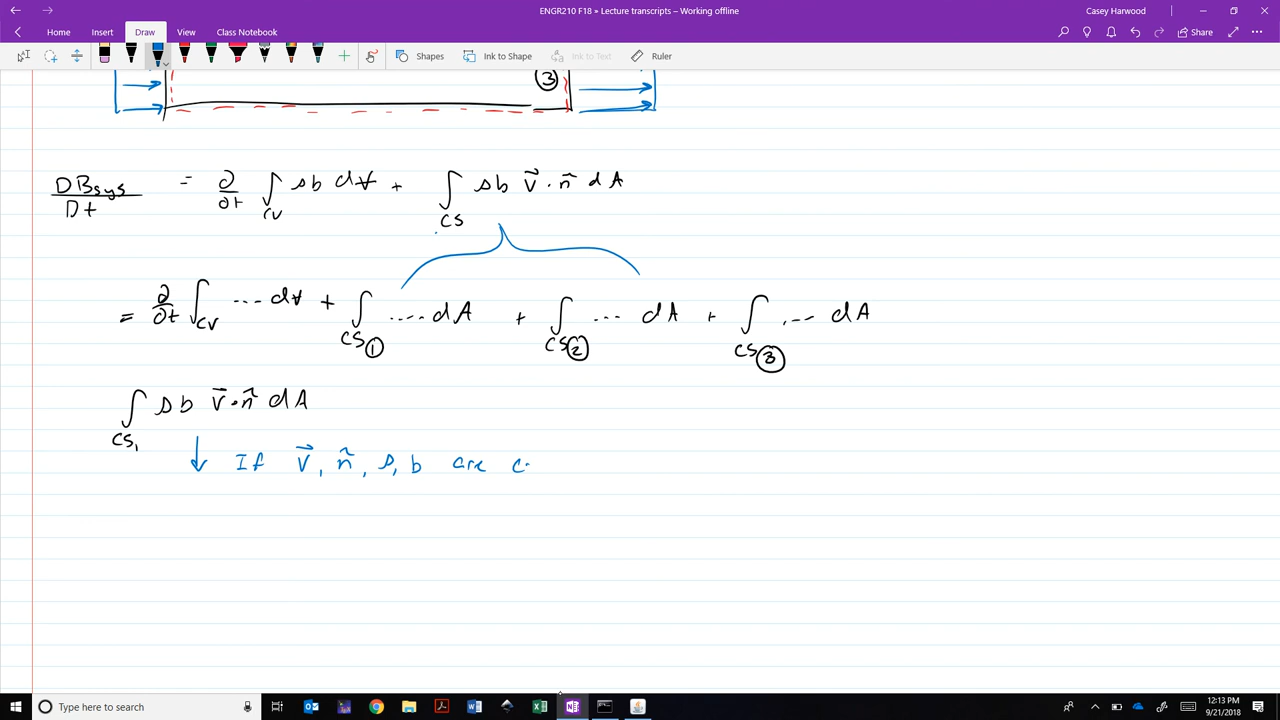 ENGR210 F18 » Lecture transcripts – Working offline
Casey Harwood
Home Insert Draw View Class Notebook
Share
Shapes Ink to Shape Ink to Text Ruler
③
DBsys/Dt = ∂/∂t ∫CV ρb dV + ∫CS ρb v⃗·n̂ dA
= ∂/∂t ∫CV ... dV + ∫CS① .... dA + ∫CS② ... dA + ∫CS③ .... dA
∫CS₁ ρb v⃗·n̂ dA
↓ If v⃗, n̂, ρ, b are c
Type here to search
12:13 PM
9/21/2018